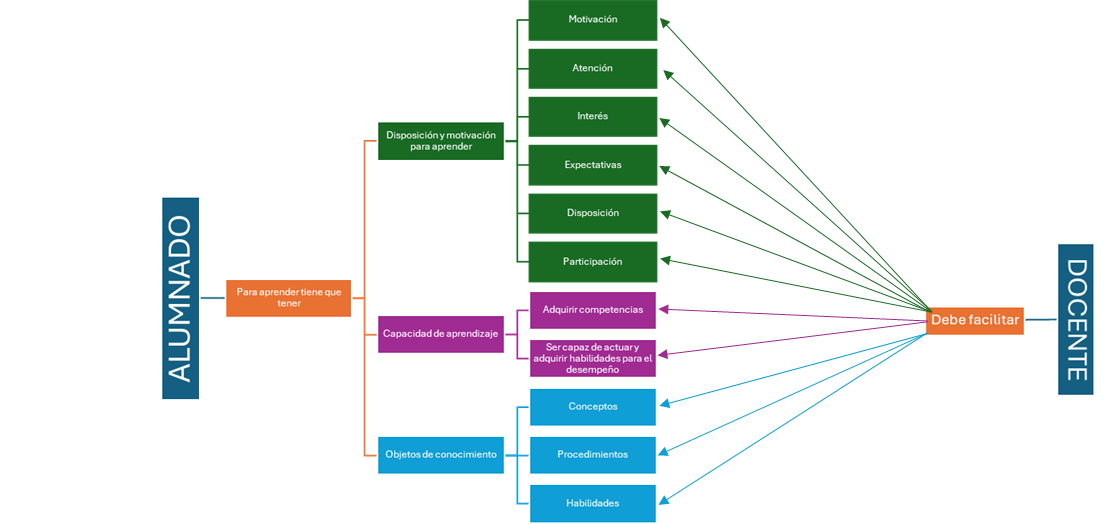 ALUMNADO
Para aprender tiene que
tener
Disposición y motivación
para aprender
Motivación
Atención
Interés
Expectativas
Disposición
Participación
Capacidad de aprendizaje
Adquirir competencias
Ser capaz de actuar y
adquirir habilidades para el
desempeño
Objetos de conocimiento
Conceptos
Procedimientos
Habilidades
Debe facilitar
DOCENTE